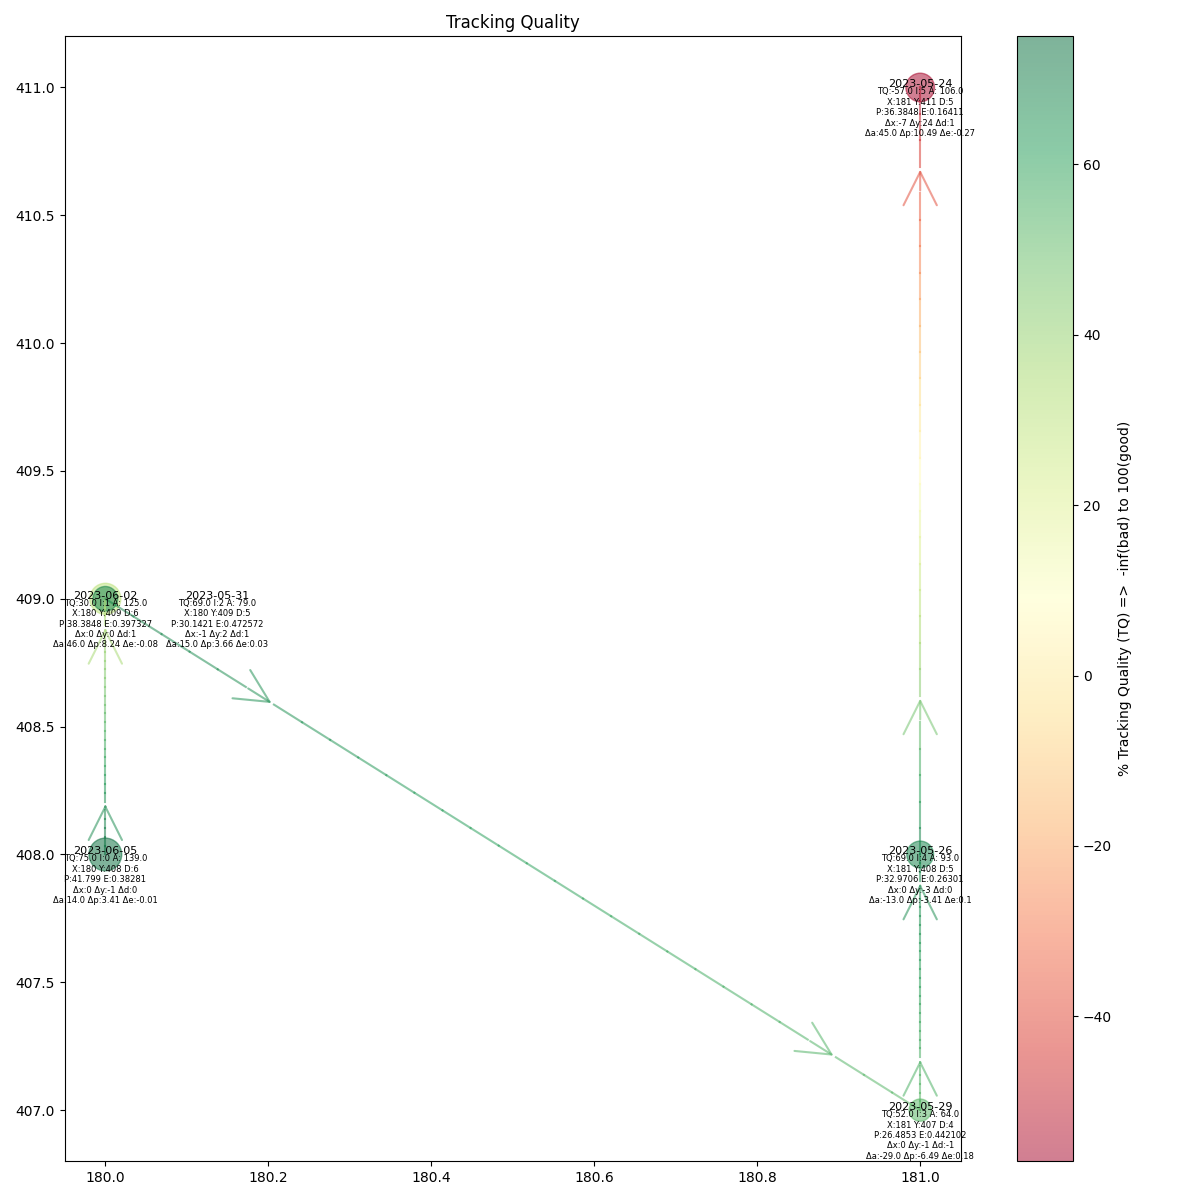 Tracking Quality
411.0
410.5
410.0
409.5
409.0
408.5
408.0
407.5
407.0
180.0
180.2
180.4
180.6
180.8
181.0
2023-05-24
TQ:-57.0 I:5 A: 106.0
X:181 Y:411 D:5
P:36.3848 E:0.16411
Δx:-7 Δy:24 Δd:1
Δa:45.0 Δp:10.49 Δe:-0.27
2023-06-02
TQ:30.0 I:1 A: 125.0
X:180 Y:409 D:6
P:38.3848 E:0.397327
Δx:0 Δy:0 Δd:1
Δa:46.0 Δp:8.24 Δe:-0.08
2023-05-31
TQ:69.0 I:2 A: 79.0
X:180 Y:409 D:5
P:30.1421 E:0.472572
Δx:-1 Δy:2 Δd:1
Δa:15.0 Δp:3.66 Δe:0.03
2023-06-05
TQ:75.0 I:0 A: 139.0
X:180 Y:408 D:6
P:41.799 E:0.38281
Δx:0 Δy:-1 Δd:0
Δa:14.0 Δp:3.41 Δe:-0.01
2023-05-26
TQ:69.0 I:4 A: 93.0
X:181 Y:408 D:5
P:32.9706 E:0.26301
Δx:0 Δy:-3 Δd:0
Δa:-13.0 Δp:-3.41 Δe:0.1
2023-05-29
TQ:52.0 I:3 A: 64.0
X:181 Y:407 D:4
P:26.4853 E:0.442102
Δx:0 Δy:-1 Δd:-1
Δa:-29.0 Δp:-6.49 Δe:0.18
60
40
20
0
−20
−40
% Tracking Quality (TQ) => -inf(bad) to 100(good)